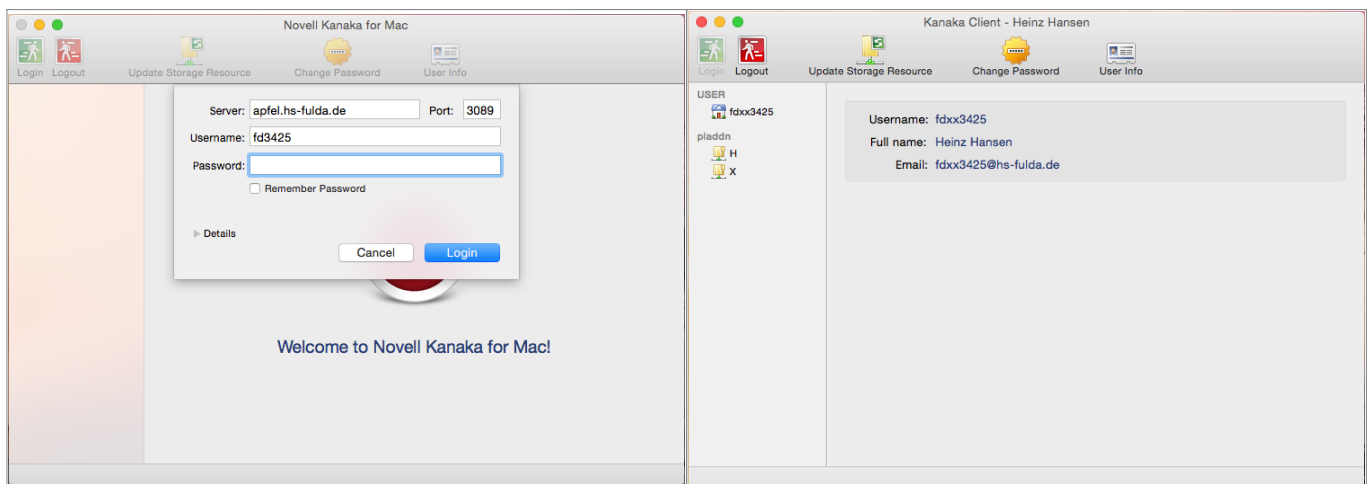 Novell Kanaka for Mac
Login Logout Update Storage Resource Change Password User Info
Server: apfel.hs-fulda.de Port: 3089
Username: fd3425
Password:
Remember Password
Details
Cancel Login
Welcome to Novell Kanaka for Mac!
Kanaka Client - Heinz Hansen
Login Logout Update Storage Resource Change Password User Info
USER
fdxx3425
pladdn
H
X
Username: fdxx3425
Full name: Heinz Hansen
Email: fdxx3425@hs-fulda.de